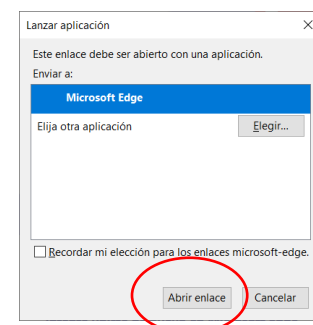 Lanzar aplicación
Este enlace debe ser abierto con una aplicación.
Enviar a:
Microsoft Edge
Elija otra aplicación
Elegir...
Recordar mi elección para los enlaces microsoft-edge.
Abrir enlace
Cancelar